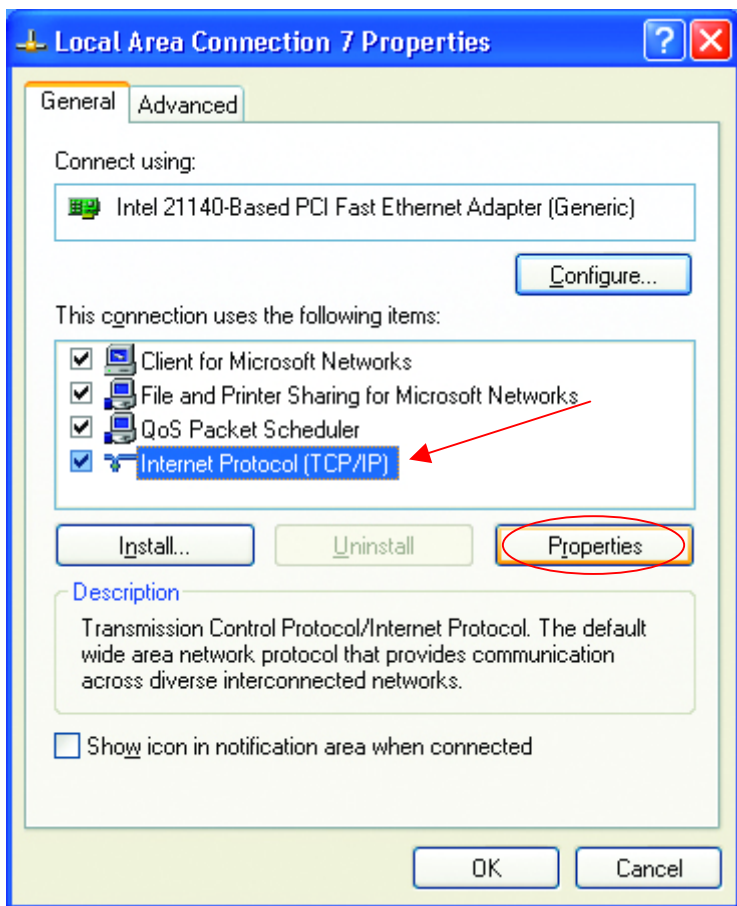 Local Area Connection 7 Properties
General
Advanced
Connect using:
Intel 21140-Based PCI Fast Ethernet Adapter (Generic)
Configure...
This connection uses the following items:
Client for Microsoft Networks
File and Printer Sharing for Microsoft Networks
QoS Packet Scheduler
Internet Protocol (TCP/IP)
Install...
Uninstall
Properties
Description
Transmission Control Protocol/Internet Protocol. The default
wide area network protocol that provides communication
across diverse interconnected networks.
Show icon in notification area when connected
OK
Cancel